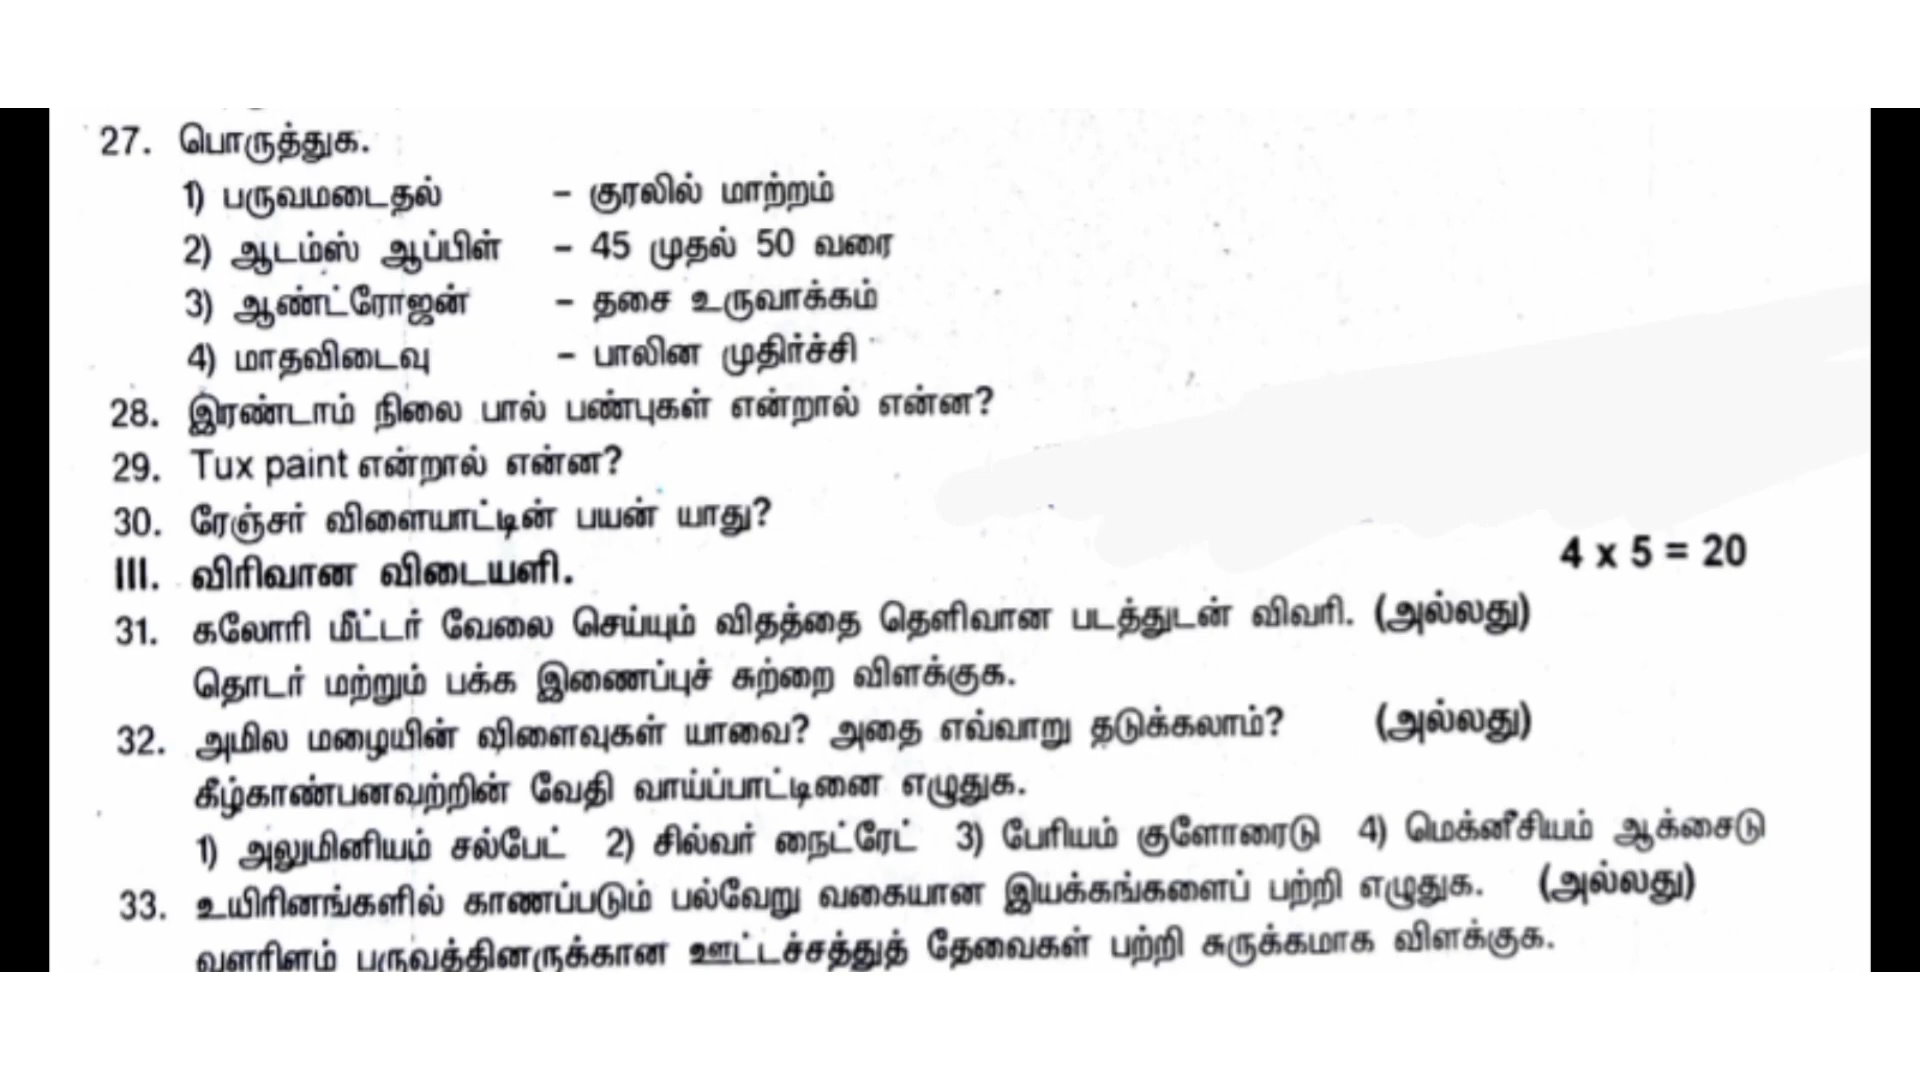 27. பொருத்துக.
1) பருவமடைதல் – குரலில் மாற்றம்
2) ஆடம்ஸ் ஆப்பிள் – 45 முதல் 50 வரை
3) ஆண்ட்ரோஜன் – தசை உருவாக்கம்
4) மாதவிடைவு – பாலின முதிர்ச்சி
28. இரண்டாம் நிலை பால் பண்புகள் என்றால் என்ன?
29. Tux paint என்றால் என்ன?
30. ரேஞ்சர் விளையாட்டின் பயன் யாது?
III. விரிவான விடையளி. 4 x 5 = 20
31. கலோரி மீட்டர் வேலை செய்யும் விதத்தை தெளிவான படத்துடன் விவரி. (அல்லது)
தொடர் மற்றும் பக்க இணைப்புச் சுற்றை விளக்குக.
32. அமில மழையின் விளைவுகள் யாவை? அதை எவ்வாறு தடுக்கலாம்? (அல்லது)
கீழ்காண்பனவற்றின் வேதி வாய்ப்பாட்டினை எழுதுக.
1) அலுமினியம் சல்பேட் 2) சில்வர் நைட்ரேட் 3) பேரியம் குளோரைடு 4) மெக்னீசியம் ஆக்சைடு
33. உயிரினங்களில் காணப்படும் பல்வேறு வகையான இயக்கங்களைப் பற்றி எழுதுக. (அல்லது)
வளரிளம் பருவத்தினருக்கான ஊட்டச்சத்துத் தேவைகள் பற்றி சுருக்கமாக விளக்குக.